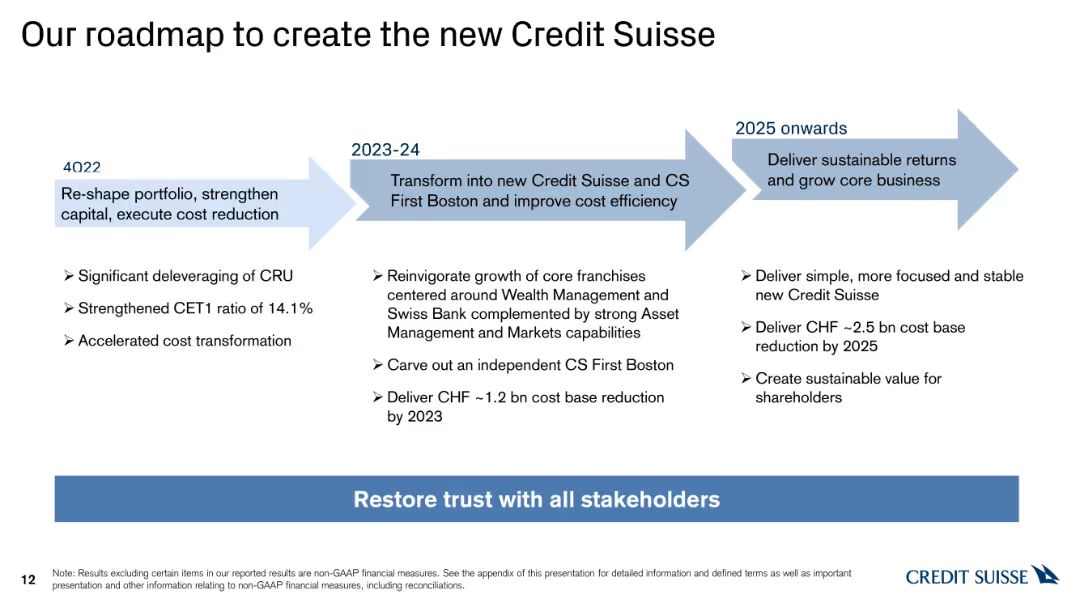 Our roadmap to create the new Credit Suisse
4Q22
Re-shape portfolio, strengthen
capital, execute cost reduction
➢ Significant deleveraging of CRU
➢ Strengthened CET1 ratio of 14.1%
➢ Accelerated cost transformation
2023-24
Transform into new Credit Suisse and CS
First Boston and improve cost efficiency
➢ Reinvigorate growth of core franchises
centered around Wealth Management and
Swiss Bank complemented by strong Asset
Management and Markets capabilities
➢ Carve out an independent CS First Boston
➢ Deliver CHF ~1.2 bn cost base reduction
by 2023
2025 onwards
Deliver sustainable returns
and grow core business
➢ Deliver simple, more focused and stable
new Credit Suisse
➢ Deliver CHF ~2.5 bn cost base
reduction by 2025
➢ Create sustainable value for
shareholders
Restore trust with all stakeholders
12
Note: Results excluding certain items in our reported results are non-GAAP financial measures. See the appendix of this presentation for detailed information and defined terms as well as important
presentation and other information relating to non-GAAP financial measures, including reconciliations.
CREDIT SUISSE